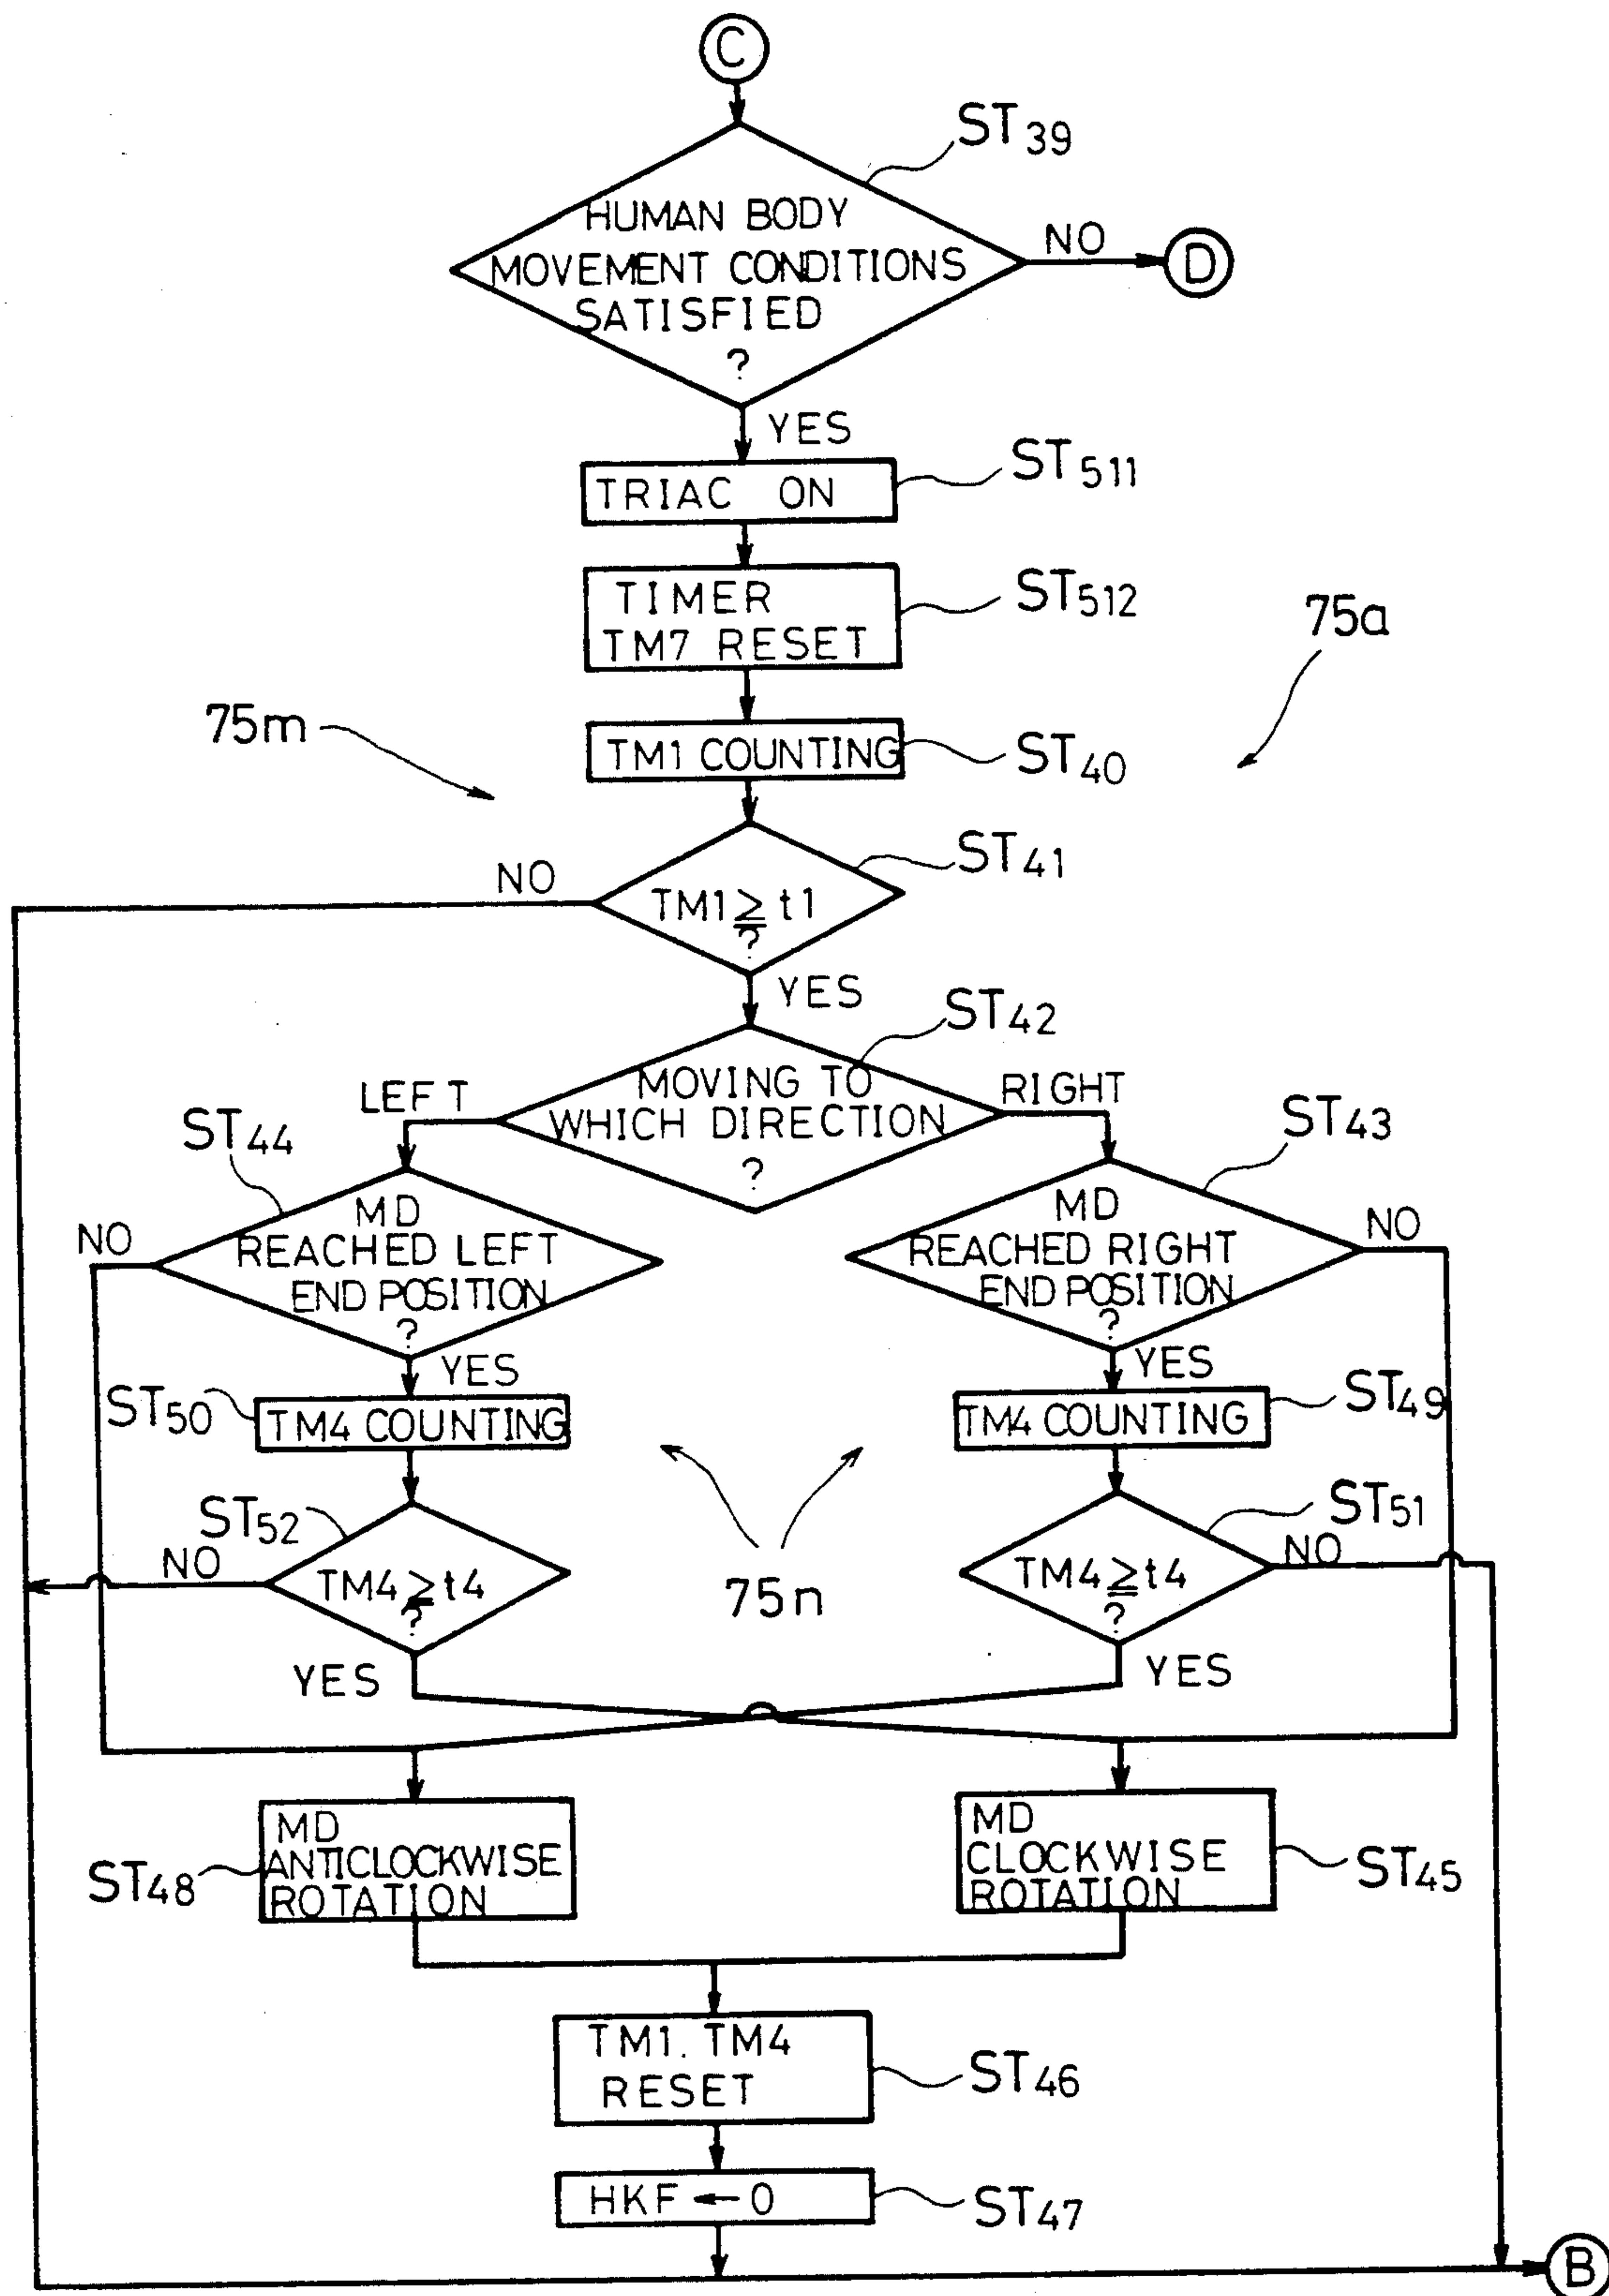 C
ST39
HUMAN BODY
MOVEMENT CONDITIONS
SATISFIED
?
NO
D
YES
TRIAC ON
ST511
TIMER
TM7 RESET
ST512
75a
75m
TM1 COUNTING
ST40
ST41
NO
TM1 ≧ t1
?
YES
ST42
MOVING TO
WHICH DIRECTION
?
LEFT
RIGHT
ST44
ST43
MD
REACHED LEFT
END POSITION
?
NO
MD
REACHED RIGHT
END POSITION
?
NO
YES
YES
ST50
TM4 COUNTING
TM4 COUNTING
ST49
ST52
ST51
NO
TM4 ≧ t4
?
75n
TM4 ≧ t4
?
NO
YES
YES
MD
ANTICLOCKWISE
ROTATION
ST48
MD
CLOCKWISE
ROTATION
ST45
TM1. TM4
RESET
ST46
HKF ← 0
ST47
B